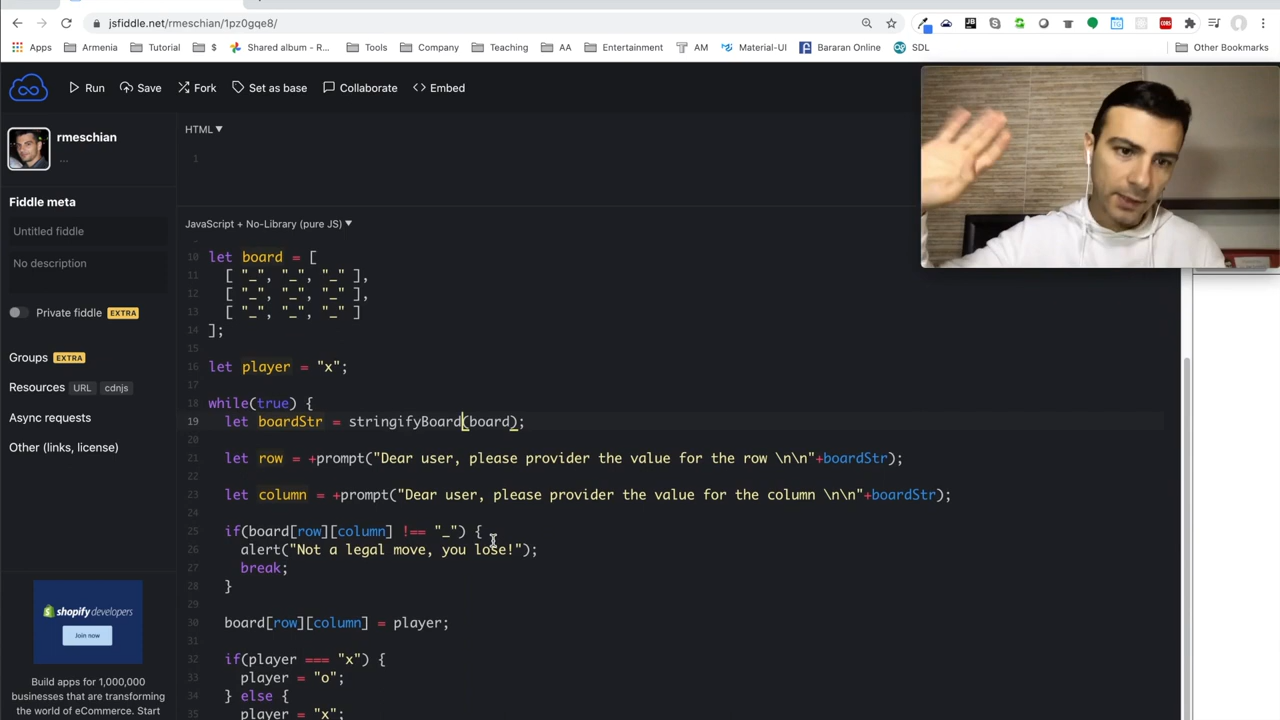 jsfiddle.net/rmeschian/1pz0gqe8/
Apps Armenia Tutorial $ Shared album - R... Tools Company Teaching AA Entertainment AM Material-UI Bararan Online SDL Other Bookmarks
Run Save Fork Set as base Collaborate Embed
rmeschian
...
Fiddle meta
Untitled fiddle
No description
Private fiddle EXTRA
Groups EXTRA
Resources URL cdnjs
Async requests
Other (links, license)
shopify developers
Join now
Build apps for 1,000,000
businesses that are transforming
the world of eCommerce. Start
HTML ▼
1
JavaScript + No-Library (pure JS) ▼
10 let board = [
11 [ "_", "_", "_" ],
12 [ "_", "_", "_" ],
13 [ "_", "_", "_" ]
14 ];
15
16 let player = "x";
17
18 while(true) {
19 let boardStr = stringifyBoard(board);
20
21 let row = +prompt("Dear user, please provider the value for the row \n\n"+boardStr);
22
23 let column = +prompt("Dear user, please provider the value for the column \n\n"+boardStr);
24
25 if(board[row][column] !== "_") {
26 alert("Not a legal move, you lose!");
27 break;
28 }
29
30 board[row][column] = player;
31
32 if(player === "x") {
33 player = "o";
34 } else {
35 player = "x";